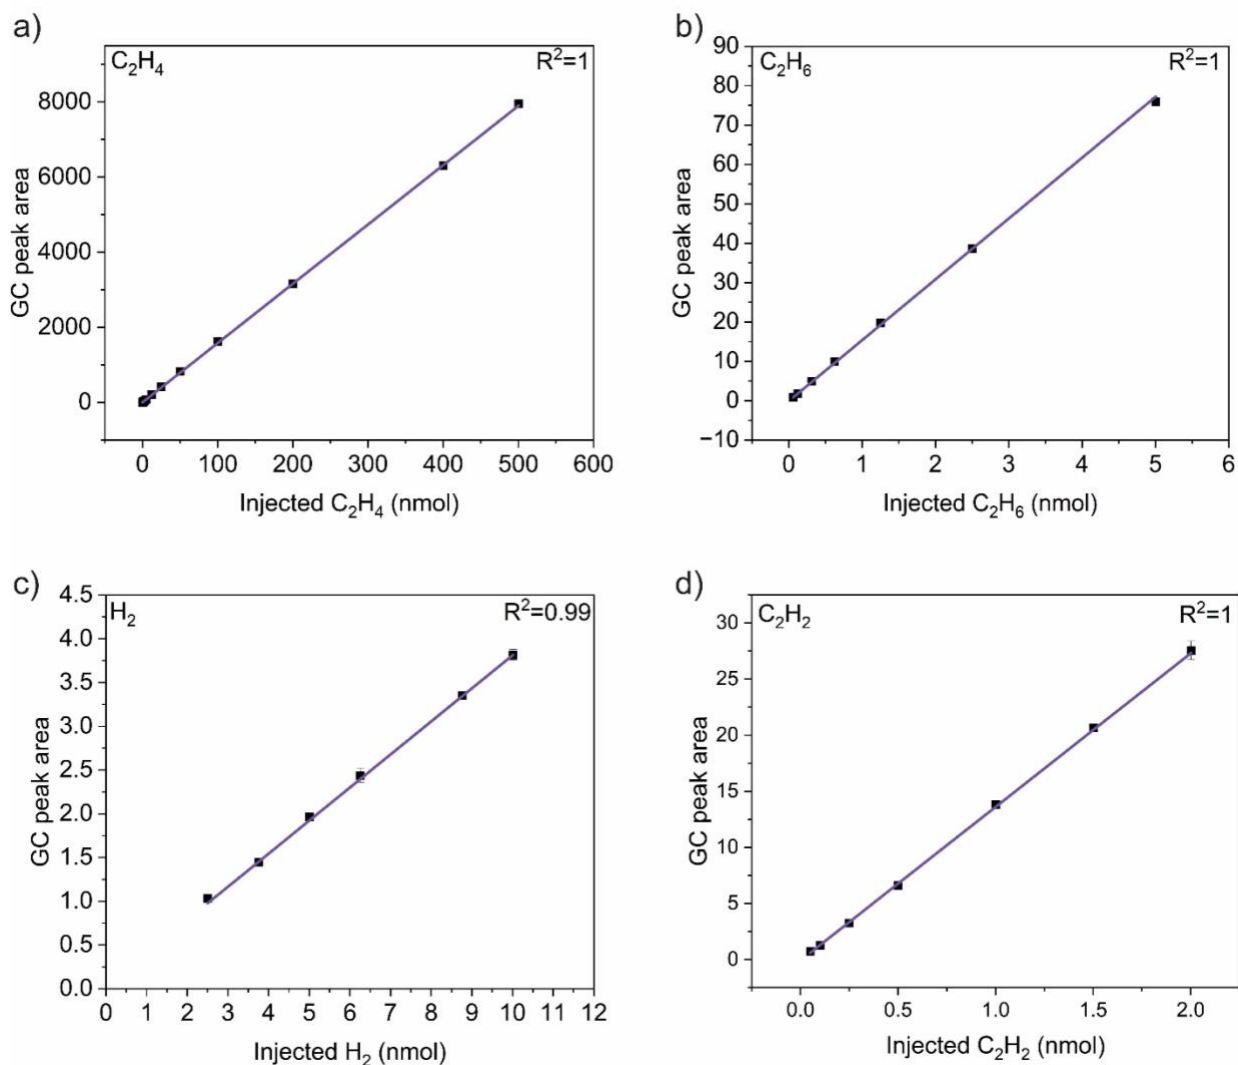 a)
C₂H₄
R²=1
8000
6000
4000
2000
0
GC peak area
0 100 200 300 400 500 600
Injected C₂H₄ (nmol)
b)
C₂H₆
R²=1
90
80
70
60
50
40
30
20
10
0
−10
GC peak area
0 1 2 3 4 5 6
Injected C₂H₆ (nmol)
c)
H₂
R²=0.99
4.5
4.0
3.5
3.0
2.5
2.0
1.5
1.0
0.5
0.0
GC peak area
0 1 2 3 4 5 6 7 8 9 10 11 12
Injected H₂ (nmol)
d)
C₂H₂
R²=1
30
25
20
15
10
5
0
GC peak area
0.0 0.5 1.0 1.5 2.0
Injected C₂H₂ (nmol)